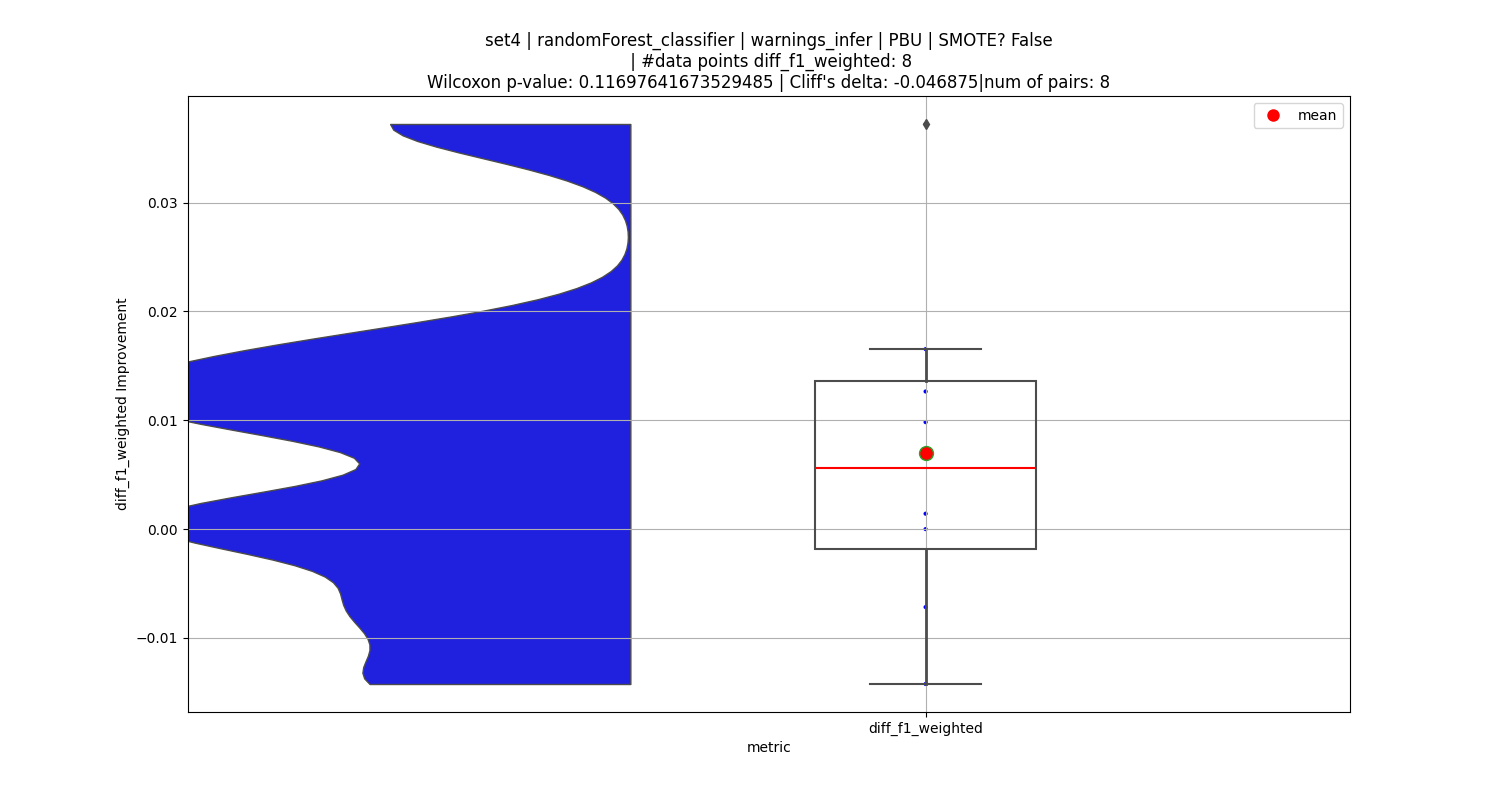 set4 | randomForest_classifier | warnings_infer | PBU | SMOTE? False
| #data points diff_f1_weighted: 8
Wilcoxon p-value: 0.11697641673529485 | Cliff's delta: -0.046875|num of pairs: 8
mean
0.03
0.02
0.01
0.00
−0.01
diff_f1_weighted Improvement
diff_f1_weighted
metric